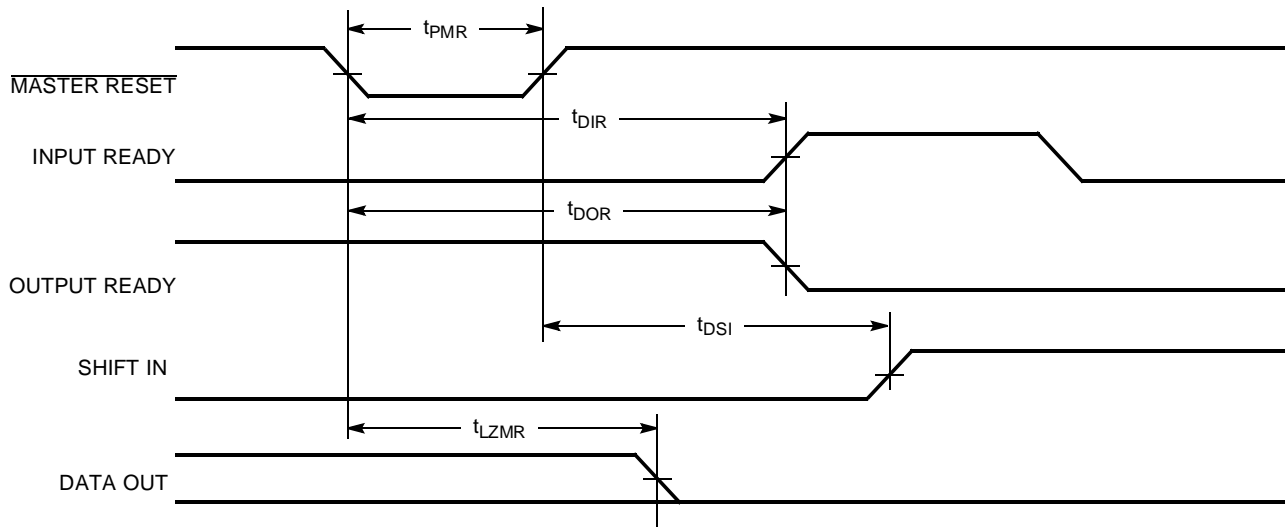 tPMR
MASTER RESET
tDIR
INPUT READY
tDOR
OUTPUT READY
tDSI
SHIFT IN
tLZMR
DATA OUT